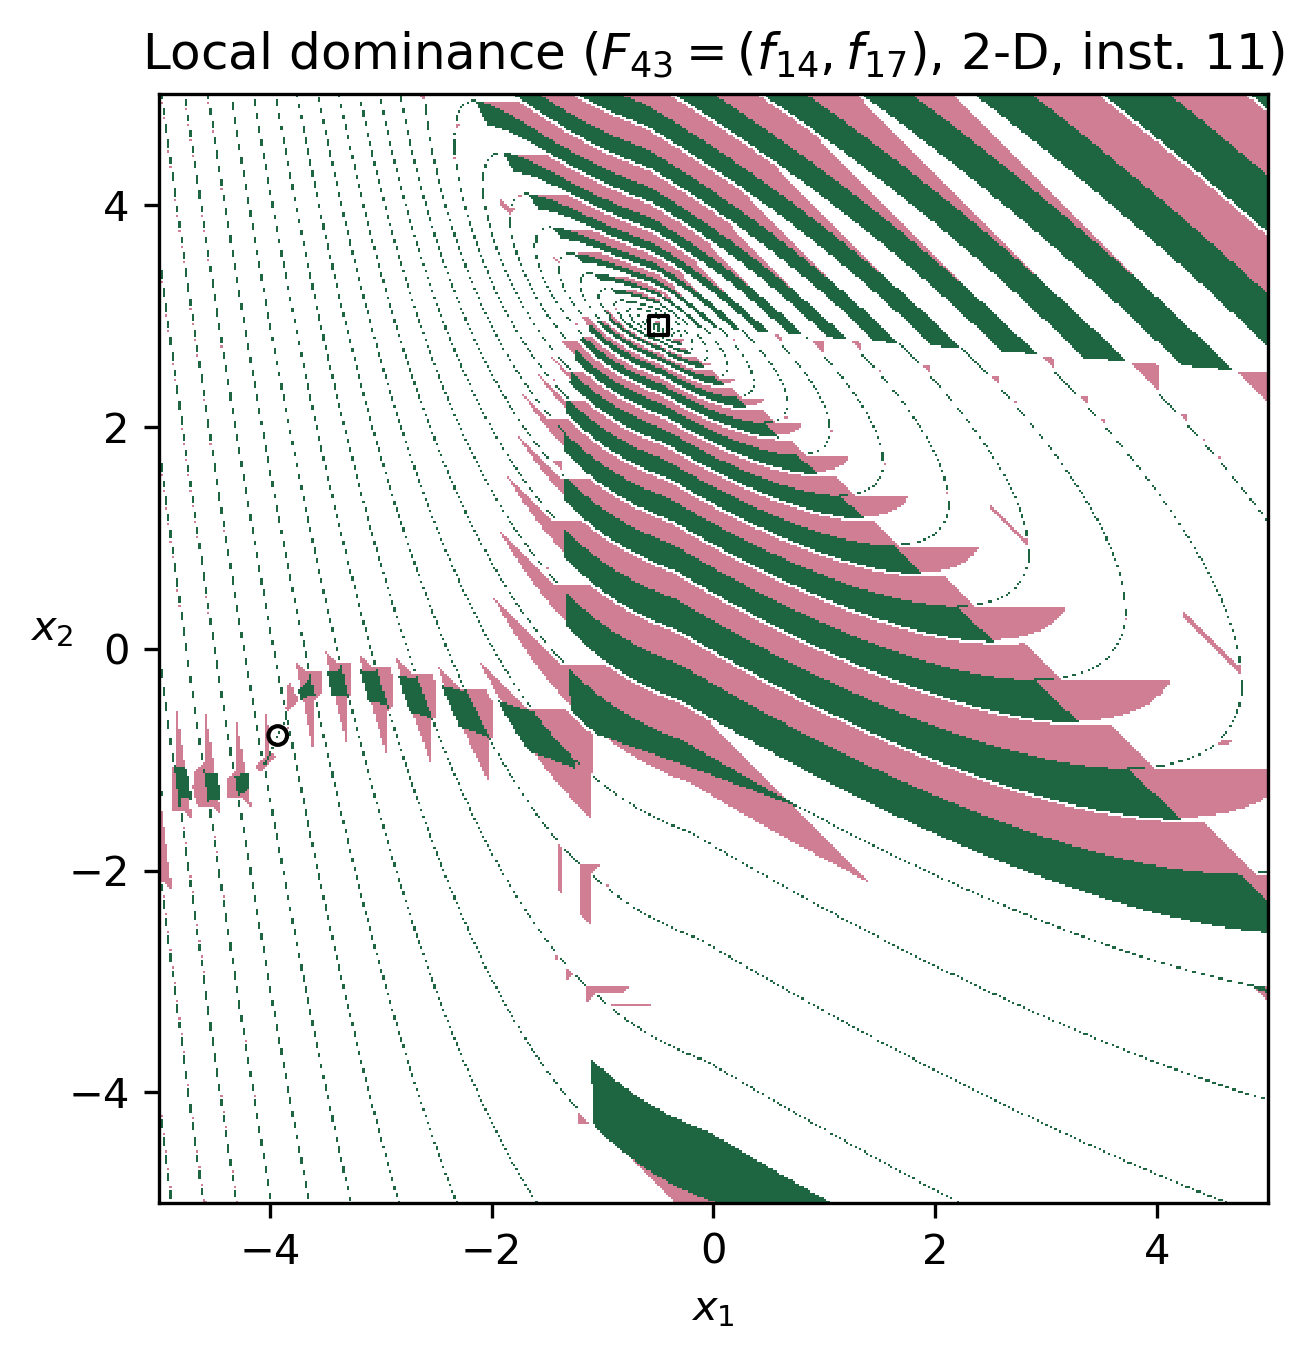 Local dominance (F₄₃ = (f₁₄, f₁₇), 2-D, inst. 11)
4
2
x₂
0
−2
−4
−4 −2 0 2 4
x₁